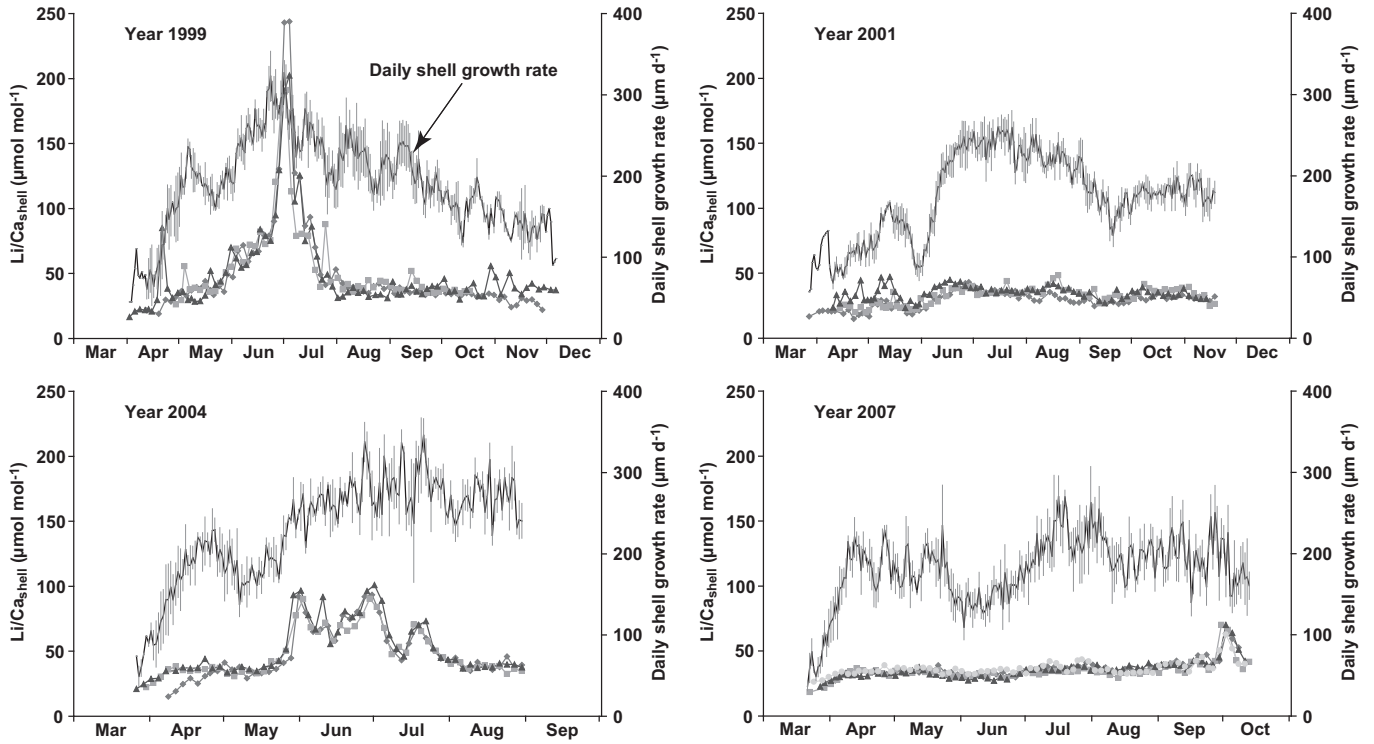 Year 1999
Daily shell growth rate
Li/Ca_shell (µmol mol⁻¹)
250
200
150
100
50
0
Daily shell growth rate (µm d⁻¹)
400
300
200
100
0
Mar Apr May Jun Jul Aug Sep Oct Nov Dec
Year 2001
Li/Ca_shell (µmol mol⁻¹)
250
200
150
100
50
0
Daily shell growth rate (µm d⁻¹)
400
300
200
100
0
Mar Apr May Jun Jul Aug Sep Oct Nov Dec
Year 2004
Li/Ca_shell (µmol mol⁻¹)
250
200
150
100
50
0
Daily shell growth rate (µm d⁻¹)
400
300
200
100
0
Mar Apr May Jun Jul Aug Sep
Year 2007
Li/Ca_shell (µmol mol⁻¹)
250
200
150
100
50
0
Daily shell growth rate (µm d⁻¹)
400
300
200
100
0
Mar Apr May Jun Jul Aug Sep Oct